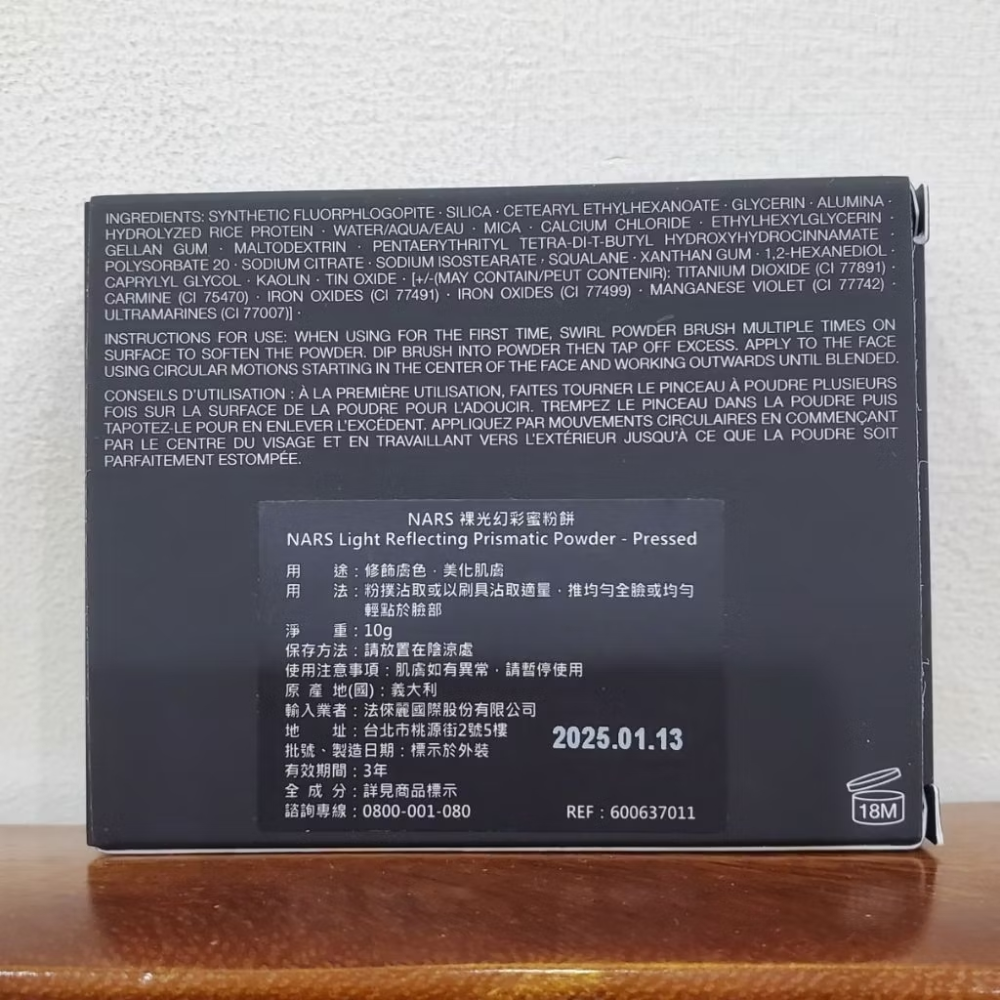 INGREDIENTS: SYNTHETIC FLUORPHLOGOPITE · SILICA · CETEARYL ETHYLHEXANOATE · GLYCERIN · ALUMINA ·
HYDROLYZED RICE PROTEIN · WATER/AQUA/EAU · MICA · CALCIUM CHLORIDE · ETHYLHEXYLGLYCERIN ·
GELLAN GUM · MALTODEXTRIN · PENTAERYTHRITYL TETRA-DI-T-BUTYL HYDROXYHYDROCINNAMATE ·
POLYSORBATE 20 · SODIUM CITRATE · SODIUM ISOSTEARATE · SQUALANE · XANTHAN GUM · 1,2-HEXANEDIOL ·
CAPRYLYL GLYCOL · KAOLIN · TIN OXIDE · [+/-(MAY CONTAIN/PEUT CONTENIR): TITANIUM DIOXIDE (CI 77891) ·
CARMINE (CI 75470) · IRON OXIDES (CI 77491) · IRON OXIDES (CI 77499) · MANGANESE VIOLET (CI 77742) ·
ULTRAMARINES (CI 77007)] ·
INSTRUCTIONS FOR USE: WHEN USING FOR THE FIRST TIME, SWIRL POWDER BRUSH MULTIPLE TIMES ON
SURFACE TO SOFTEN THE POWDER. DIP BRUSH INTO POWDER THEN TAP OFF EXCESS. APPLY TO THE FACE
USING CIRCULAR MOTIONS STARTING IN THE CENTER OF THE FACE AND WORKING OUTWARDS UNTIL BLENDED.
CONSEILS D'UTILISATION : À LA PREMIÈRE UTILISATION, FAITES TOURNER LE PINCEAU À POUDRE PLUSIEURS
FOIS SUR LA SURFACE DE LA POUDRE POUR L'ADOUCIR. TREMPEZ LE PINCEAU DANS LA POUDRE PUIS
TAPOTEZ-LE POUR EN ENLEVER L'EXCÉDENT. APPLIQUEZ PAR MOUVEMENTS CIRCULAIRES EN COMMENÇANT
PAR LE CENTRE DU VISAGE ET EN TRAVAILLANT VERS L'EXTÉRIEUR JUSQU'À CE QUE LA POUDRE SOIT
PARFAITEMENT ESTOMPÉE.
NARS 裸光幻彩蜜粉餅
NARS Light Reflecting Prismatic Powder - Pressed
用 途：修飾膚色．美化肌膚
用 法：粉撲沾取或以刷具沾取適量，推均勻全臉或均勻
輕點於臉部
淨 重：10g
保存方法：請放置在陰涼處
使用注意事項：肌膚如有異常，請暫停使用
原 產 地(國)：義大利
輸入業者：法徠麗國際股份有限公司
地 址：台北市桃源街2號5樓
2025.01.13
批號、製造日期：標示於外裝
有效期間：3年
全 成 分：詳見商品標示
諮詢專線：0800-001-080 REF：600637011
18M